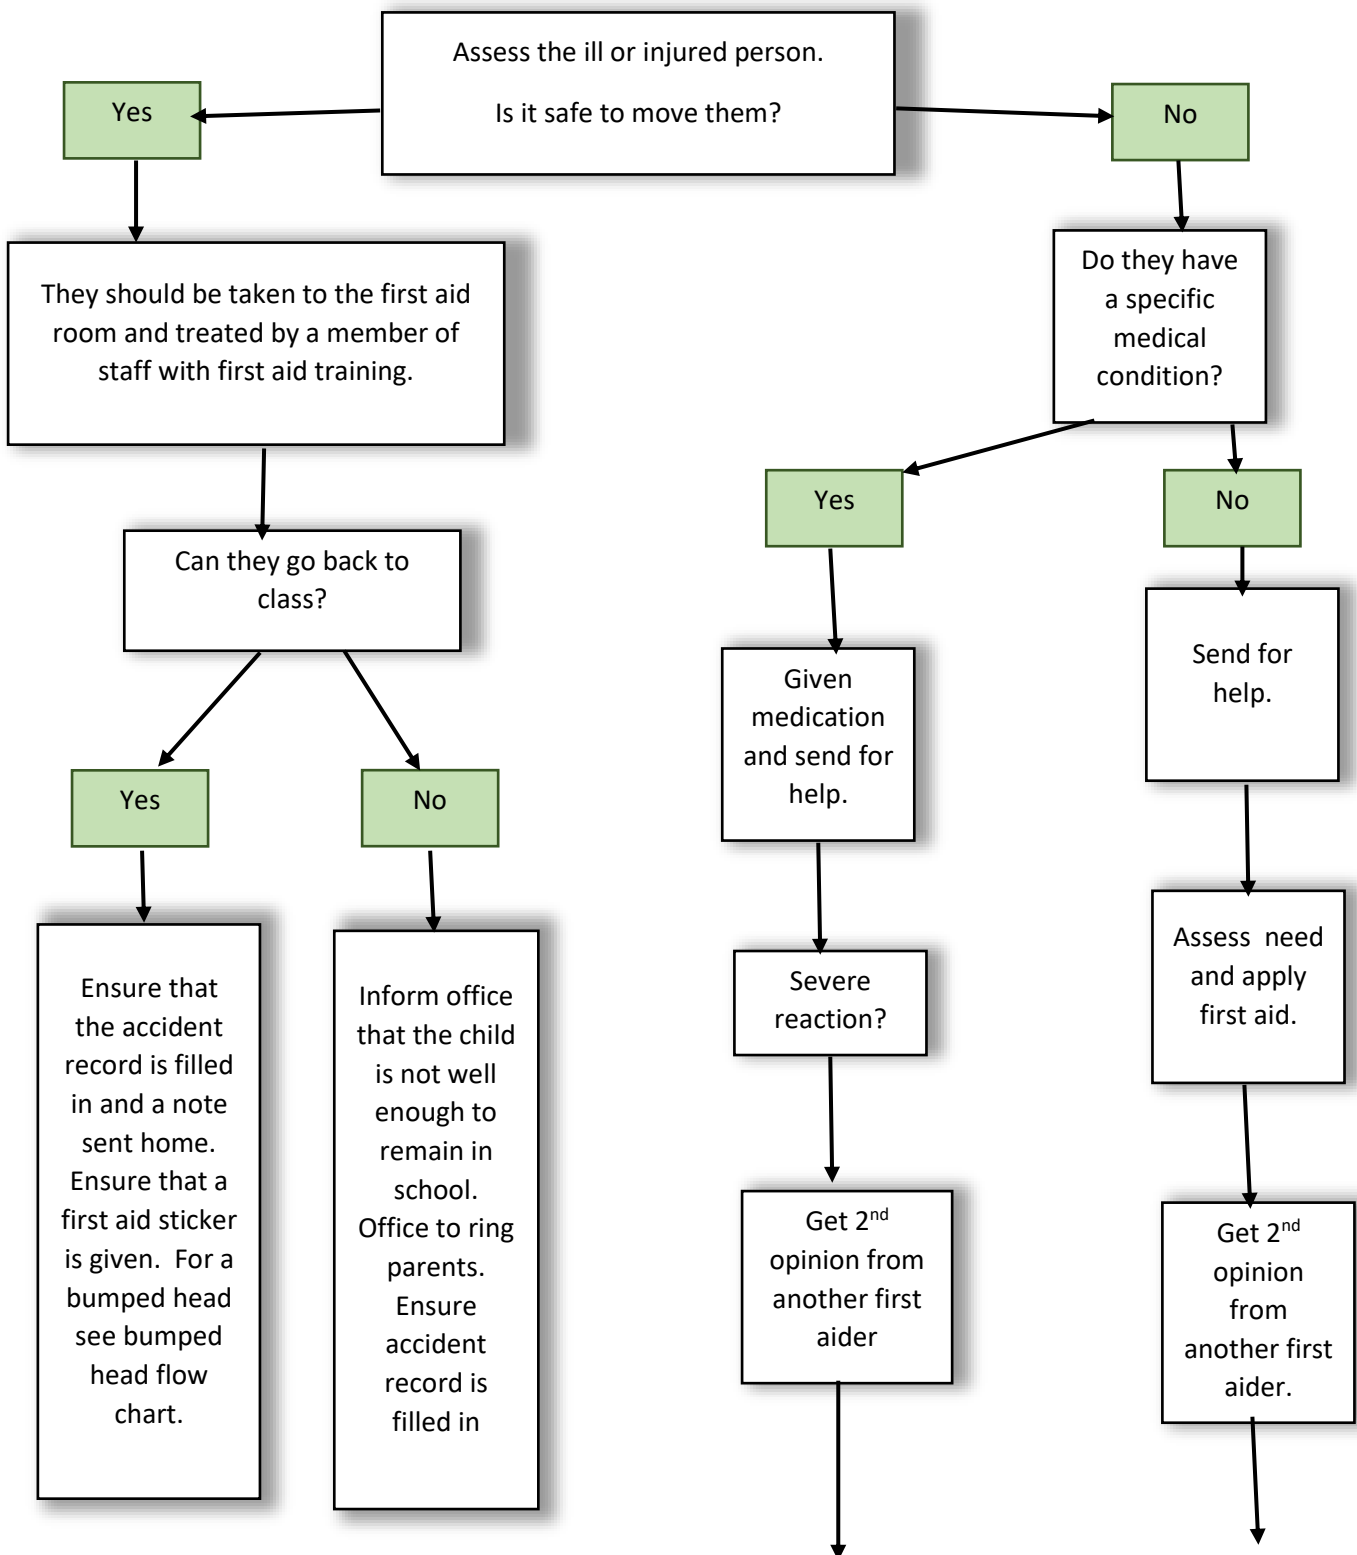 Assess the ill or injured person.
Is it safe to move them?
Yes
No
They should be taken to the first aid
room and treated by a member of
staff with first aid training.
Do they have
a specific
medical
condition?
Can they go back to
class?
Yes
No
Yes
No
Given
medication
and send for
help.
Send for
help.
Ensure that
the accident
record is filled
in and a note
sent home.
Ensure that a
first aid sticker
is given.  For a
bumped head
see bumped
head flow
chart.
Inform office
that the child
is not well
enough to
remain in
school.
Office to ring
parents.
Ensure
accident
record is
filled in
Severe
reaction?
Assess  need
and apply
first aid.
Get 2nd
opinion from
another first
aider
Get 2nd
opinion
from
another first
aider.